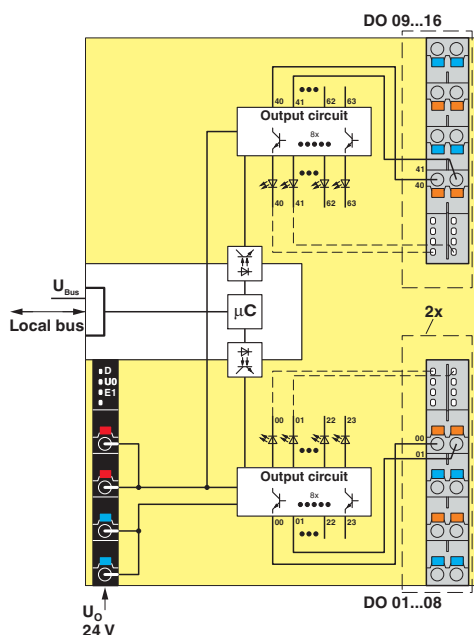 DO 09...16
40 41 62 63
Output circuit
8x
41
40
40 41 62 63
U_Bus
µC
Local bus
2x
D
U0
E1
00 01 22 23
00
01
Output circuit
8x
00 01 22 23
U_O
24 V
DO 01...08